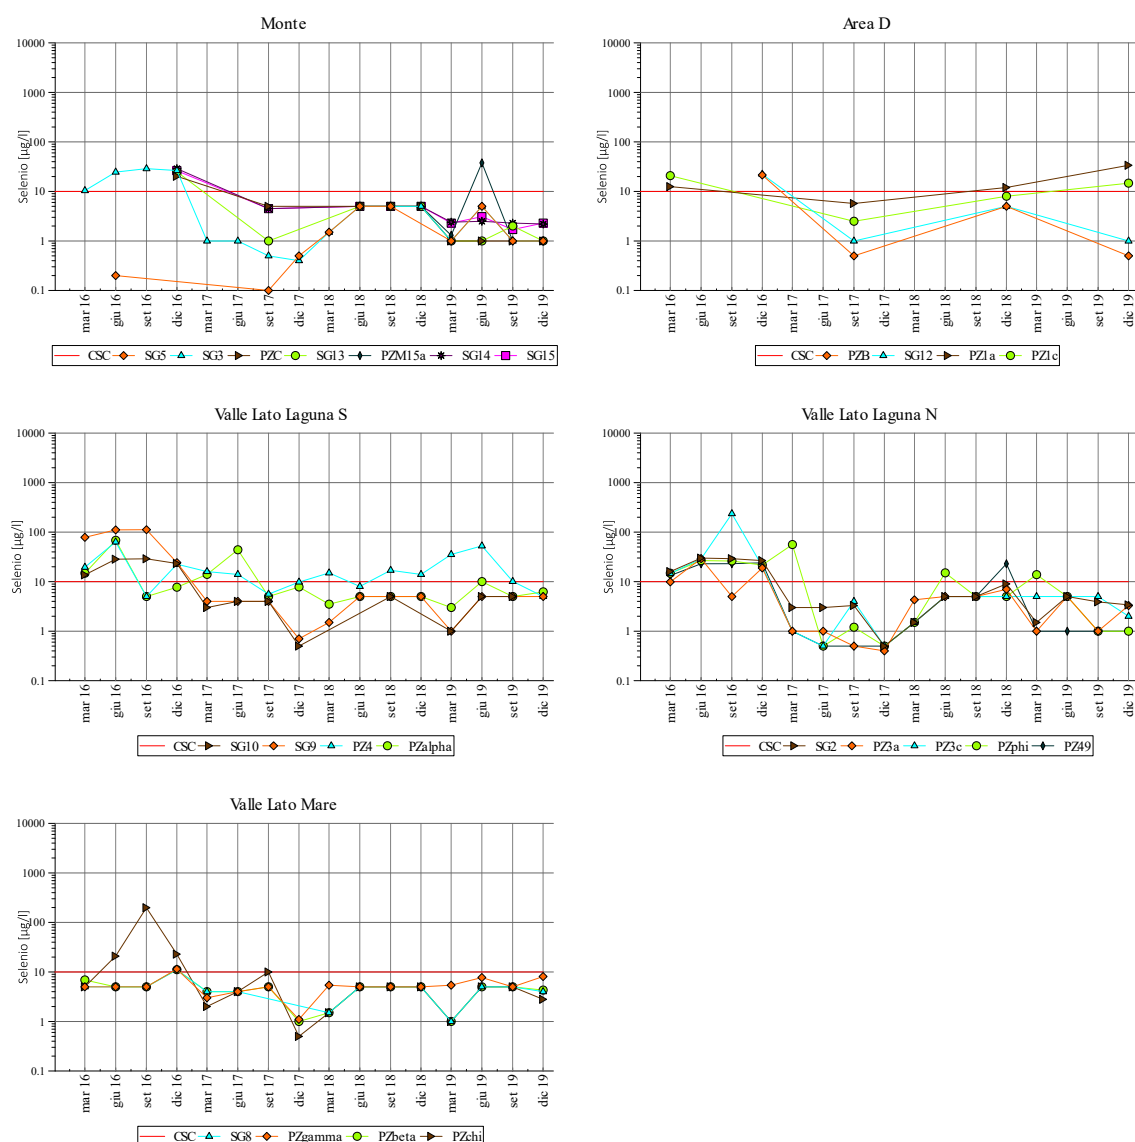 Monte
Selenio [µg/l]
10000
1000
100
10
1
0.1
mar 16 giu 16 set 16 dic 16 mar 17 giu 17 set 17 dic 17 mar 18 giu 18 set 18 dic 18 mar 19 giu 19 set 19 dic 19
CSC SG5 SG3 PZC SG13 PZM15a SG14 SG15
Area D
Selenio [µg/l]
10000
1000
100
10
1
0.1
mar 16 giu 16 set 16 dic 16 mar 17 giu 17 set 17 dic 17 mar 18 giu 18 set 18 dic 18 mar 19 giu 19 set 19 dic 19
CSC PZB SG12 PZ1a PZ1c
Valle Lato Laguna S
Selenio [µg/l]
10000
1000
100
10
1
0.1
mar 16 giu 16 set 16 dic 16 mar 17 giu 17 set 17 dic 17 mar 18 giu 18 set 18 dic 18 mar 19 giu 19 set 19 dic 19
CSC SG10 SG9 PZ4 PZalpha
Valle Lato Laguna N
Selenio [µg/l]
10000
1000
100
10
1
0.1
mar 16 giu 16 set 16 dic 16 mar 17 giu 17 set 17 dic 17 mar 18 giu 18 set 18 dic 18 mar 19 giu 19 set 19 dic 19
CSC SG2 PZ3a PZ3c PZphi PZ49
Valle Lato Mare
Selenio [µg/l]
10000
1000
100
10
1
0.1
mar 16 giu 16 set 16 dic 16 mar 17 giu 17 set 17 dic 17 mar 18 giu 18 set 18 dic 18 mar 19 giu 19 set 19 dic 19
CSC SG8 PZgamma PZbeta PZchi